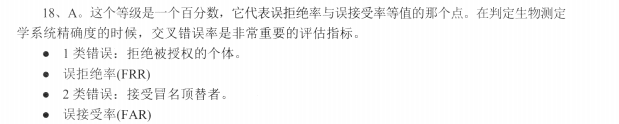 18、A。这个等级是一个百分数，它代表误拒绝率与误接受率等值的那个点。在判定生物测定
学系统精确度的时候，交叉错误率是非常重要的评估指标。
● 1 类错误：拒绝被授权的个体。
● 误拒绝率(FRR)
● 2 类错误：接受冒名顶替者。
● 误接受率(FAR)